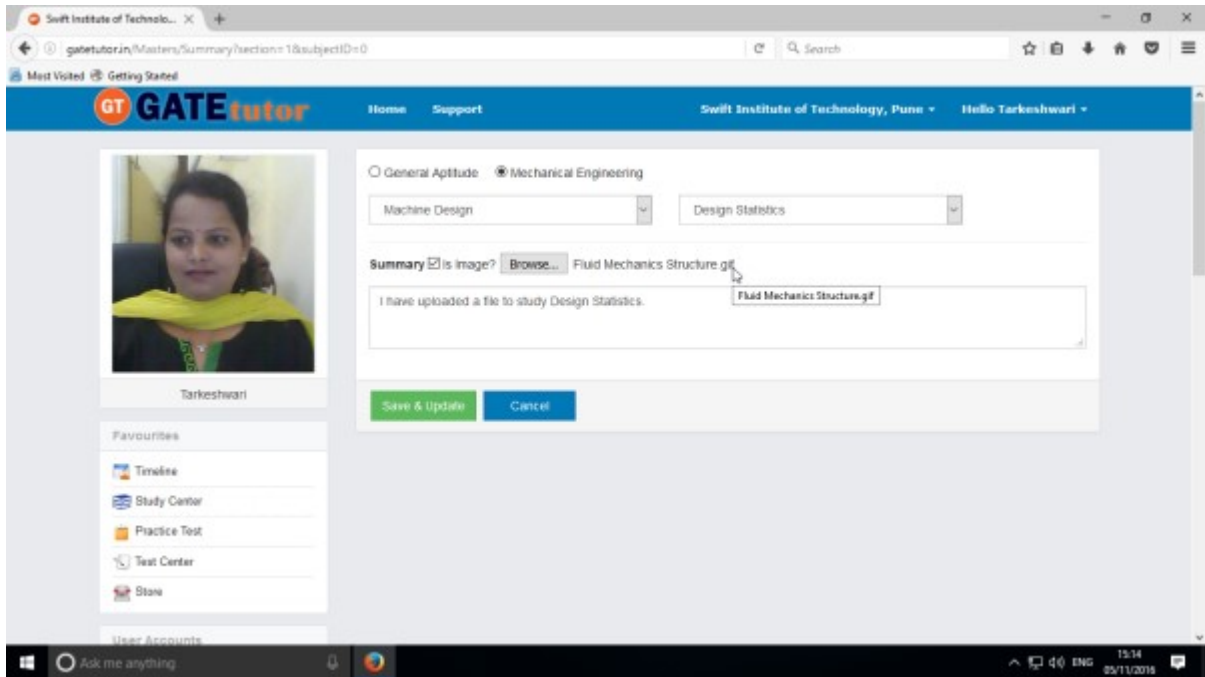 Swift Institute of Technolo...
gatetutor.in/Masters/Summary?section=1&subjectID=0
Search
Most Visited Getting Started
GT GATEtutor Home Support Swift Institute of Technology, Pune Hello Tarkeshwari
General Aptitude Mechanical Engineering
Machine Design Design Statistics
Summary Is Image? Browse... Fluid Mechanics Structure.gif
Fluid Mechanics Structure.gif
I have uploaded a file to study Design Statistics.
Tarkeshwari
Save & Update Cancel
Favourites
Timeline
Study Center
Practice Test
Test Center
Store
User Accounts
Ask me anything
ENG 15:14
05/11/2016